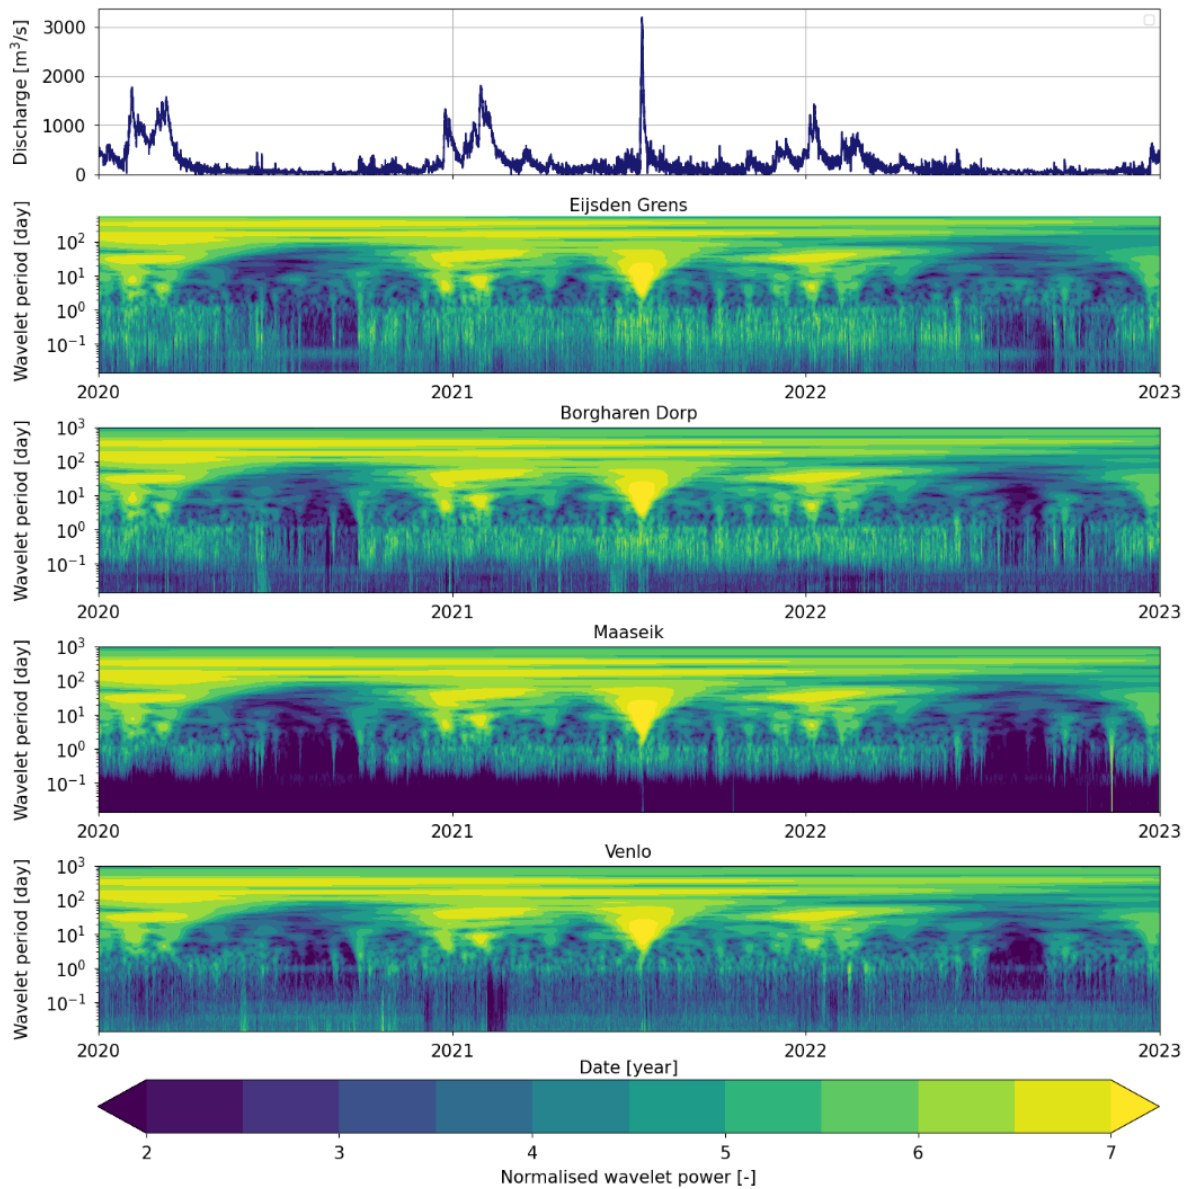 Discharge [m³/s]
3000
2000
1000
0
Eijsden Grens
Wavelet period [day]
10²
10¹
10⁰
10⁻¹
2020 2021 2022 2023
Borgharen Dorp
Wavelet period [day]
10³
10²
10¹
10⁰
10⁻¹
2020 2021 2022 2023
Maaseik
Wavelet period [day]
10³
10²
10¹
10⁰
10⁻¹
2020 2021 2022 2023
Venlo
Wavelet period [day]
10³
10²
10¹
10⁰
10⁻¹
2020 2021 2022 2023
Date [year]
2 3 4 5 6 7
Normalised wavelet power [-]